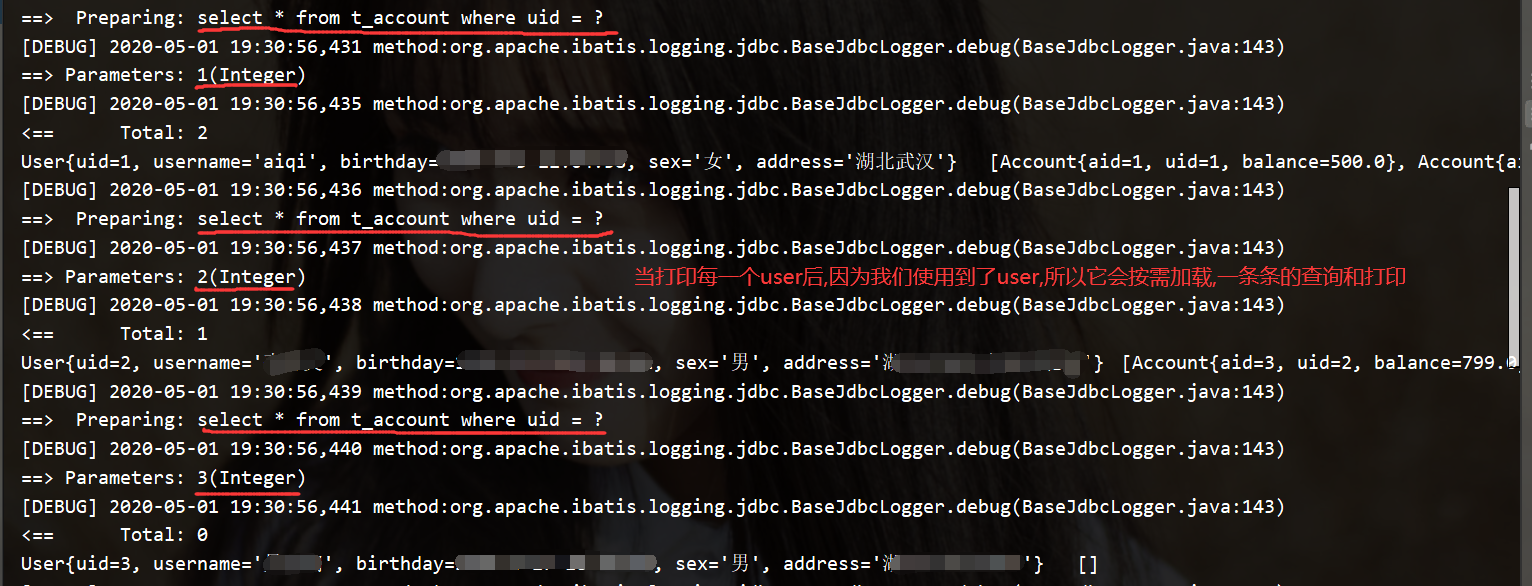 ==>  Preparing: select * from t_account where uid = ?
[DEBUG] 2020-05-01 19:30:56,431 method:org.apache.ibatis.logging.jdbc.BaseJdbcLogger.debug(BaseJdbcLogger.java:143)
==> Parameters: 1(Integer)
[DEBUG] 2020-05-01 19:30:56,435 method:org.apache.ibatis.logging.jdbc.BaseJdbcLogger.debug(BaseJdbcLogger.java:143)
<==      Total: 2
User{uid=1, username='aiqi', birthday= , sex='女', address='湖北武汉'}   [Account{aid=1, uid=1, balance=500.0}, Account{a
[DEBUG] 2020-05-01 19:30:56,436 method:org.apache.ibatis.logging.jdbc.BaseJdbcLogger.debug(BaseJdbcLogger.java:143)
==>  Preparing: select * from t_account where uid = ?
[DEBUG] 2020-05-01 19:30:56,437 method:org.apache.ibatis.logging.jdbc.BaseJdbcLogger.debug(BaseJdbcLogger.java:143)
==> Parameters: 2(Integer)
当打印每一个user后,因为我们使用到了user,所以它会按需加载,一条条的查询和打印
[DEBUG] 2020-05-01 19:30:56,438 method:org.apache.ibatis.logging.jdbc.BaseJdbcLogger.debug(BaseJdbcLogger.java:143)
<==      Total: 1
User{uid=2, username=' ', birthday= , sex='男', address='湖 '}  [Account{aid=3, uid=2, balance=799.0
[DEBUG] 2020-05-01 19:30:56,439 method:org.apache.ibatis.logging.jdbc.BaseJdbcLogger.debug(BaseJdbcLogger.java:143)
==>  Preparing: select * from t_account where uid = ?
[DEBUG] 2020-05-01 19:30:56,440 method:org.apache.ibatis.logging.jdbc.BaseJdbcLogger.debug(BaseJdbcLogger.java:143)
==> Parameters: 3(Integer)
[DEBUG] 2020-05-01 19:30:56,441 method:org.apache.ibatis.logging.jdbc.BaseJdbcLogger.debug(BaseJdbcLogger.java:143)
<==      Total: 0
User{uid=3, username=' ', birthday= , sex='男', address='湖 '}   []